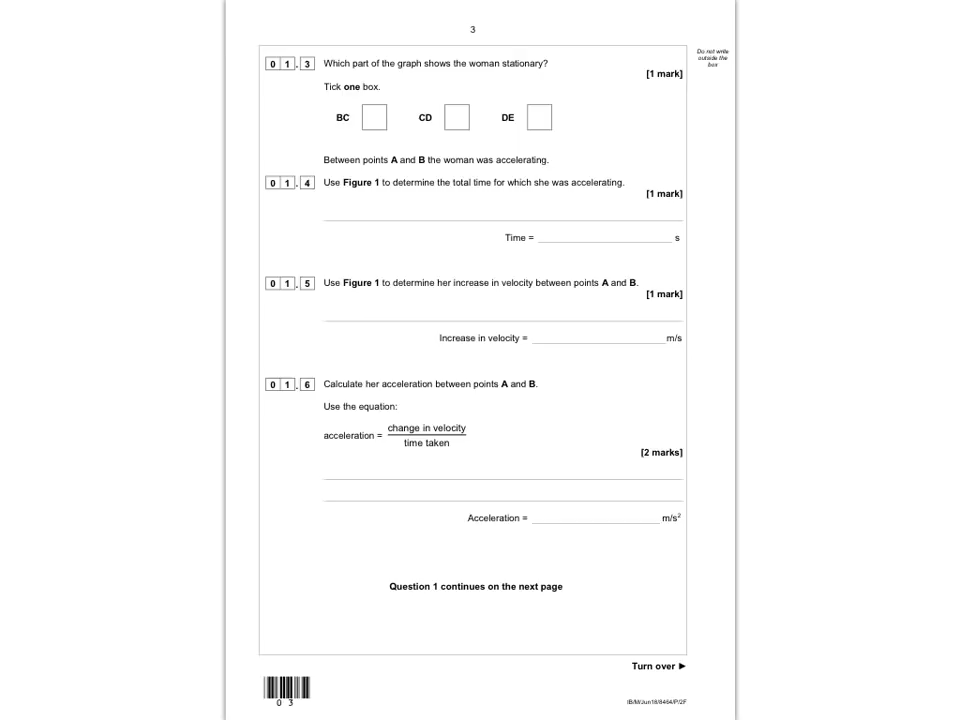 3
Do not write
outside the
box
0 1 . 3 Which part of the graph shows the woman stationary?
[1 mark]
Tick one box.
BC CD DE
Between points A and B the woman was accelerating.
0 1 . 4 Use Figure 1 to determine the total time for which she was accelerating.
[1 mark]
Time = s
0 1 . 5 Use Figure 1 to determine her increase in velocity between points A and B.
[1 mark]
Increase in velocity = m/s
0 1 . 6 Calculate her acceleration between points A and B.
Use the equation:
acceleration = change in velocity
time taken
[2 marks]
Acceleration = m/s²
Question 1 continues on the next page
Turn over ►
0 3
IB/M/Jun18/8464/P/2F